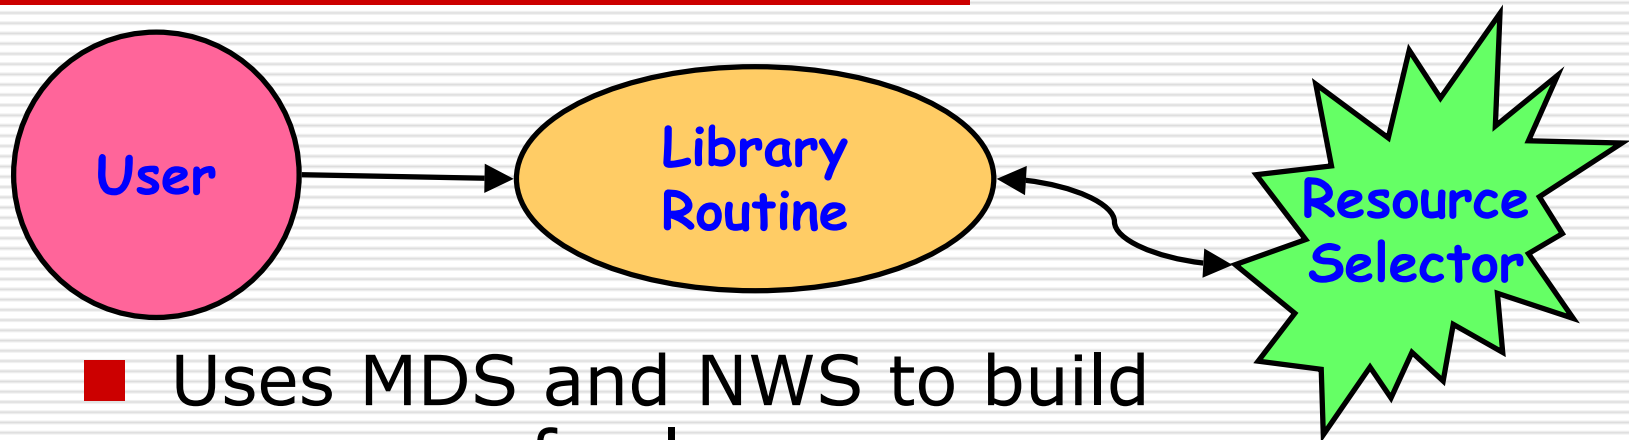 User
Library
Routine
Resource
Selector
Uses MDS and NWS to build